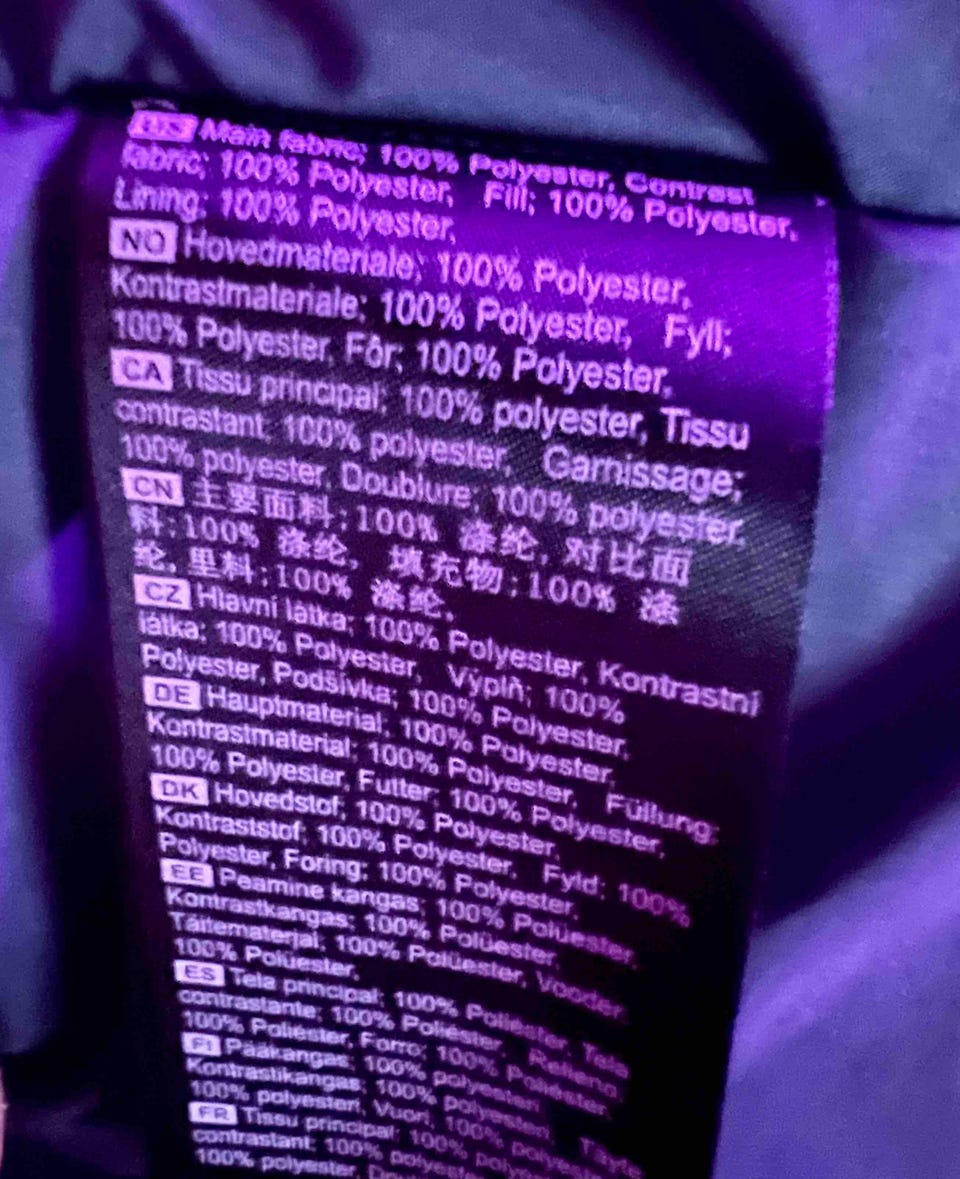 US Main fabric; 100% Polyester, Contrast
fabric; 100% Polyester, Fill; 100% Polyester,
Lining; 100% Polyester,
NO Hovedmateriale; 100% Polyester,
Kontrastmateriale; 100% Polyester, Fyll;
100% Polyester, Fôr; 100% Polyester,
CA Tissu principal; 100% polyester, Tissu
contrastant; 100% polyester, Garnissage;
100% polyester, Doublure; 100% polyester,
CN 主要面料:100% 涤纶, 对比面
料:100% 涤纶, 填充物:100% 涤
纶, 里料:100% 涤纶,
CZ Hlavní látka; 100% Polyester, Kontrastní
látka; 100% Polyester, Výplň; 100%
Polyester, Podšívka; 100% Polyester,
DE Hauptmaterial; 100% Polyester,
Kontrastmaterial; 100% Polyester, Füllung;
100% Polyester, Futter; 100% Polyester,
DK Hovedstof; 100% Polyester,
Kontraststof; 100% Polyester, Fyld; 100%
Polyester, Foring; 100% Polyester,
EE Peamine kangas; 100% Polüester,
Kontrastkangas; 100% Polüester,
Täitematerjal; 100% Polüester, Vooder;
100% Polüester,
ES Tela principal; 100% Poliéster, Tela
contrastante; 100% Poliéster, Relleno
100% Poliéster, Forro; 100% Poliéster,
FI Pääkangas; 100% polyesteri
Kontrastikangas; 100% Polyesteri,
100% polyesteri, Vuori, 100% polyesteri
FR Tissu principal; 100%
contrastant; 100% polyester
100% polyester,